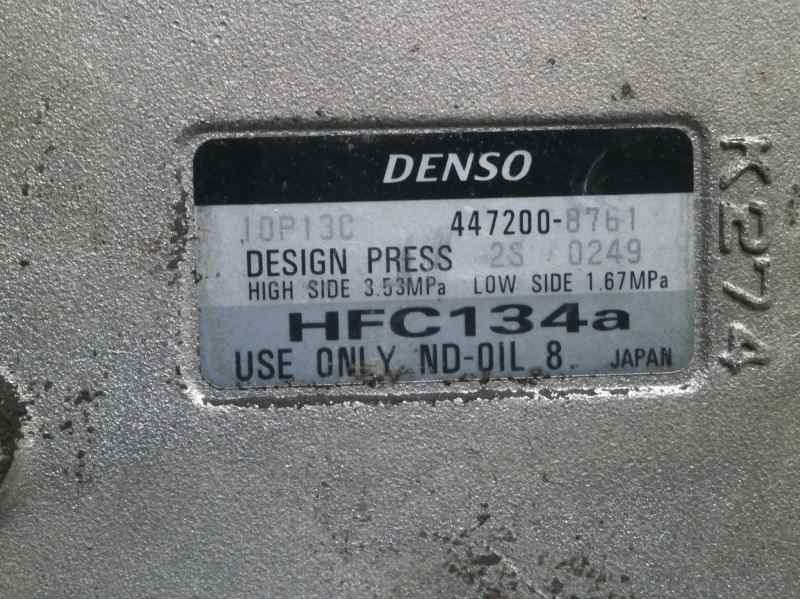 DENSO
10P13C 447200-8761
DESIGN PRESS 2S 0249
HIGH SIDE 3.53MPa LOW SIDE 1.67MPa
HFC134a
USE ONLY ND-OIL 8 JAPAN
K274